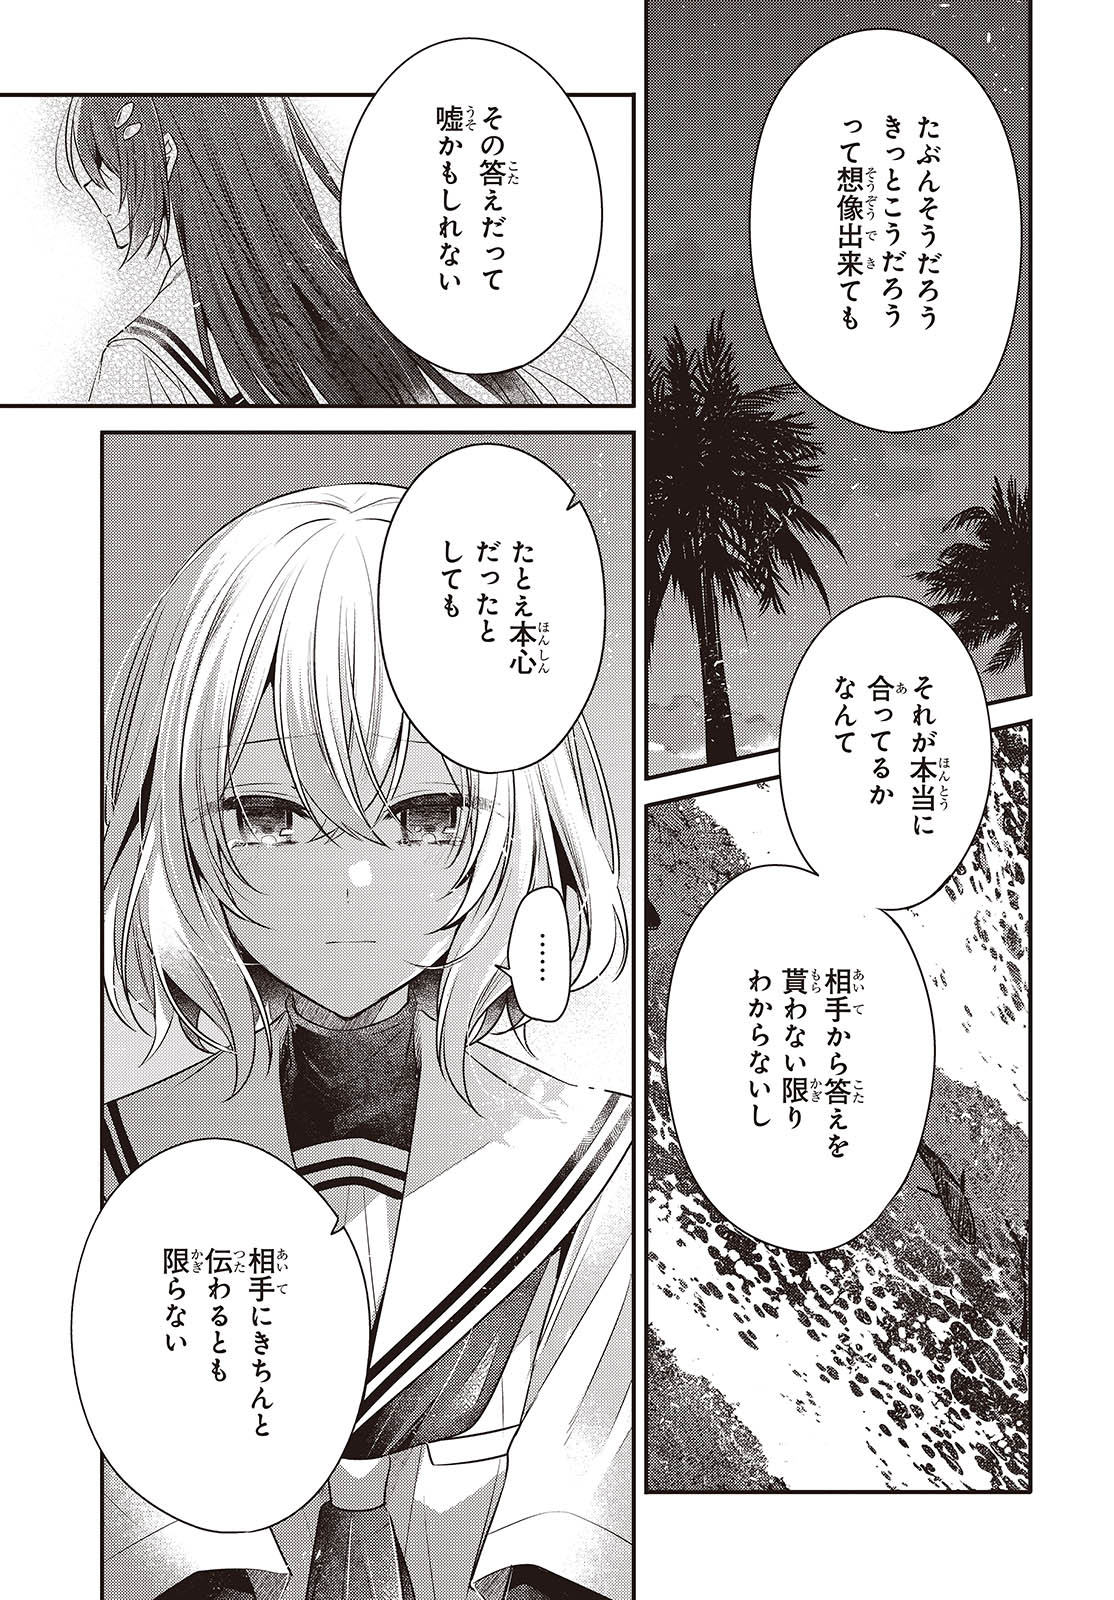 たぶんそうだろう
きっとこうだろう
って想像出来ても
それが本当に
合ってるか
なんて
相手から答えを
貰わない限り
わからないし
その答えだって
嘘かもしれない
たとえ本心
だったと
しても
……
相手にきちんと
伝わるとも
限らない